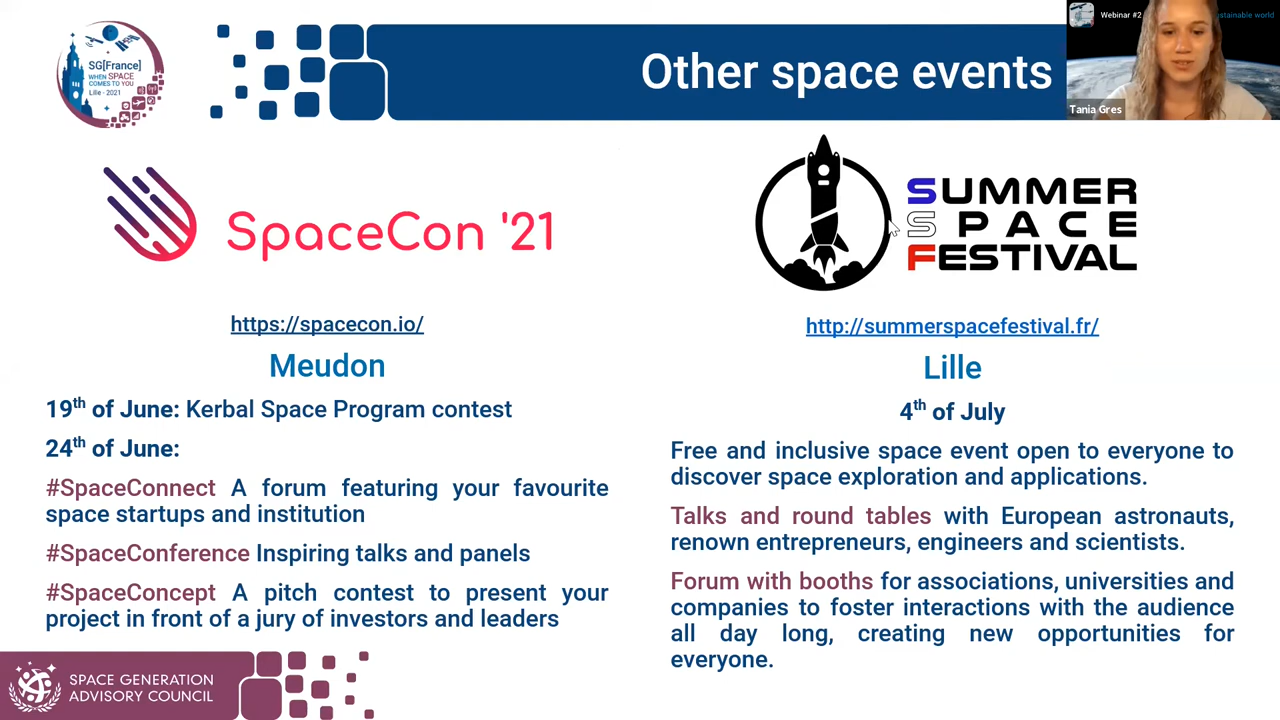 SG[France]
WHEN SPACE
COMES TO YOU
Lille - 2021
Other space events
Webinar #2
ustainable world
Tania Gres
SpaceCon '21
https://spacecon.io/
Meudon
19th of June: Kerbal Space Program contest
24th of June:
#SpaceConnect A forum featuring your favourite
space startups and institution
#SpaceConference Inspiring talks and panels
#SpaceConcept A pitch contest to present your
project in front of a jury of investors and leaders
SUMMER
SPACE
FESTIVAL
http://summerspacefestival.fr/
Lille
4th of July
Free and inclusive space event open to everyone to
discover space exploration and applications.
Talks and round tables with European astronauts,
renown entrepreneurs, engineers and scientists.
Forum with booths for associations, universities and
companies to foster interactions with the audience
all day long, creating new opportunities for
everyone.
SPACE GENERATION
ADVISORY COUNCIL